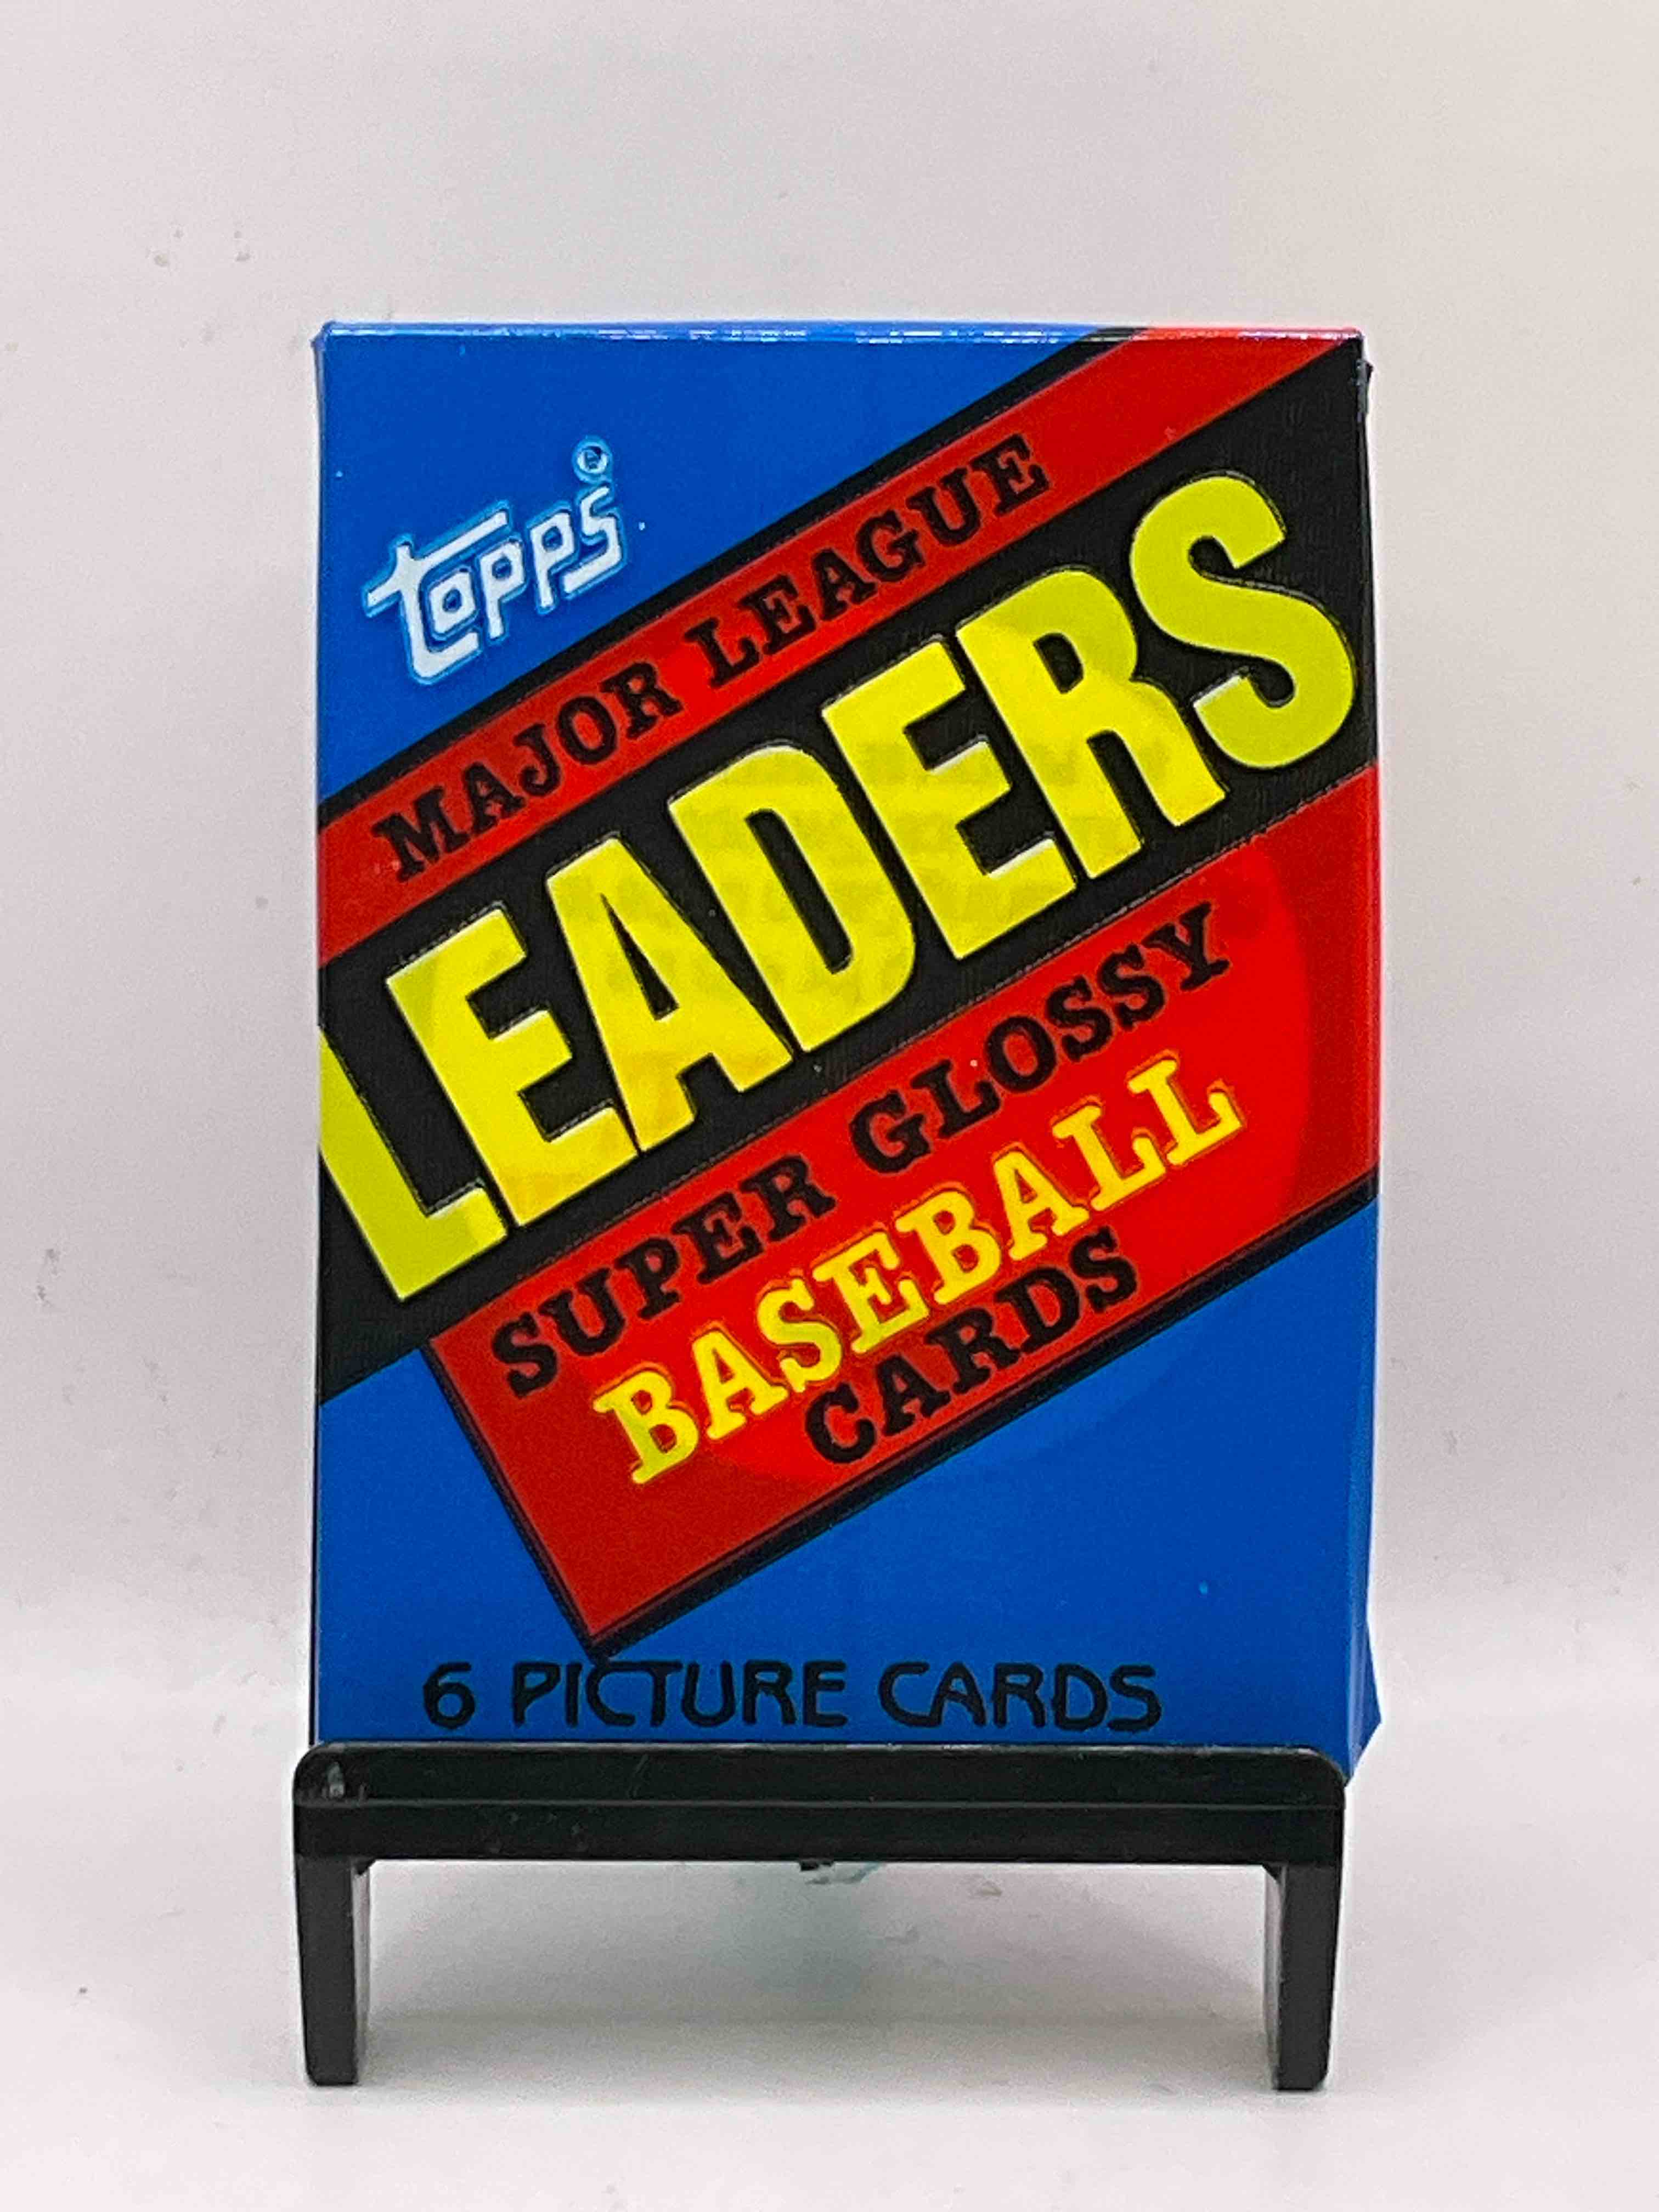 Topps
MAJOR LEAGUE
LEADERS
SUPER GLOSSY
BASEBALL
CARDS
6 PICTURE CARDS